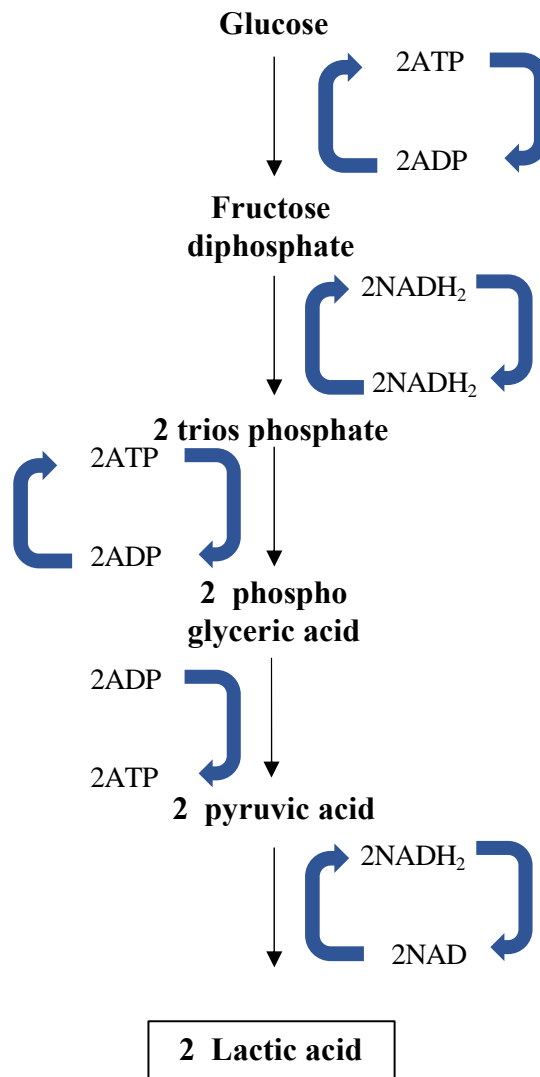 Glucose
2ATP
2ADP
Fructose
diphosphate
2NADH₂
2NADH₂
2 trios phosphate
2ATP
2ADP
2 phospho
glyceric acid
2ADP
2ATP
2 pyruvic acid
2NADH₂
2NAD
2 Lactic acid